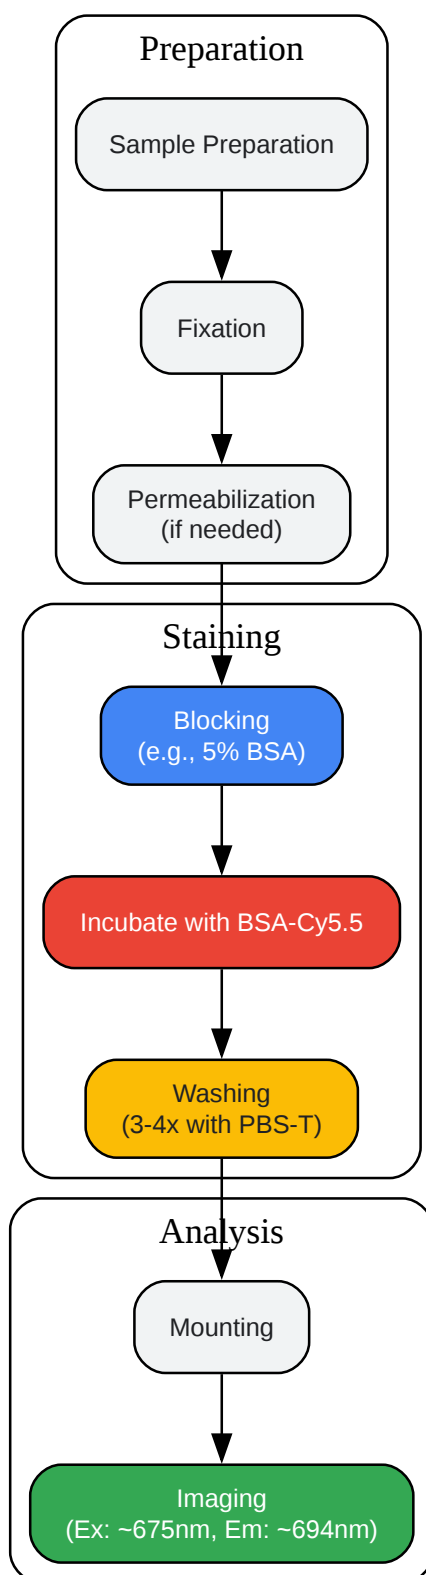 Preparation
Sample Preparation
Fixation
Permeabilization
(if needed)
Staining
Blocking
(e.g., 5% BSA)
Incubate with BSA-Cy5.5
Washing
(3-4x with PBS-T)
Analysis
Mounting
Imaging
(Ex: ~675nm, Em: ~694nm)